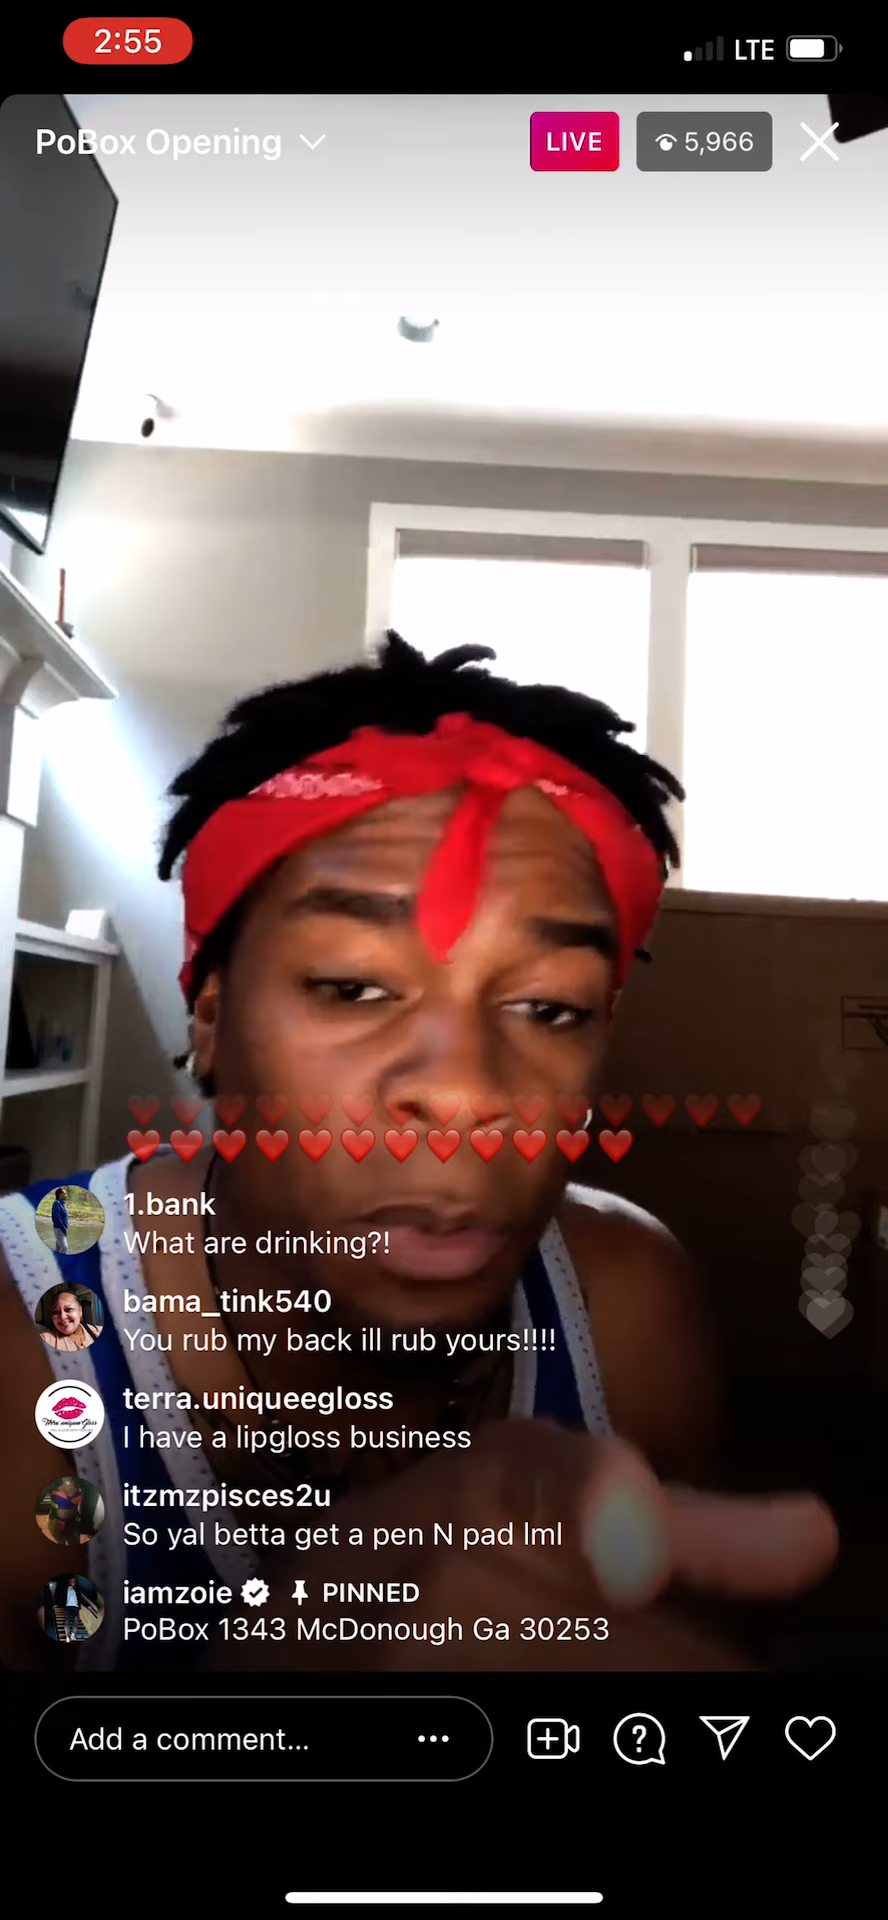 2:55
LTE
PoBox Opening
LIVE
5,966
1.bank
What are drinking?!
bama_tink540
You rub my back ill rub yours!!!!
terra.uniqueegloss
I have a lipgloss business
itzmzpisces2u
So yal betta get a pen N pad lml
iamzoie PINNED
PoBox 1343 McDonough Ga 30253
Add a comment...